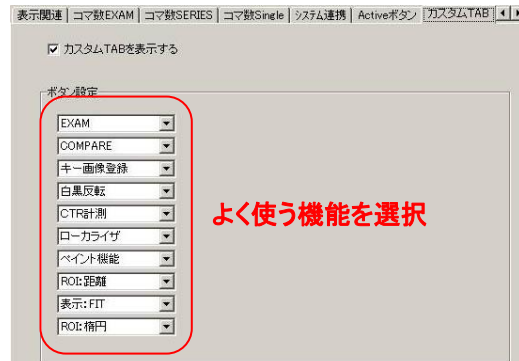 表示関連 コマ数EXAM コマ数SERIES コマ数Single システム連携 Activeボタン カスタムTAB
カスタムTABを表示する
ボタン設定
EXAM
COMPARE
キー画像登録
白黒反転
CTR計測
ローカライザ
ペイント機能
ROI:距離
表示:FIT
ROI:楕円
よく使う機能を選択